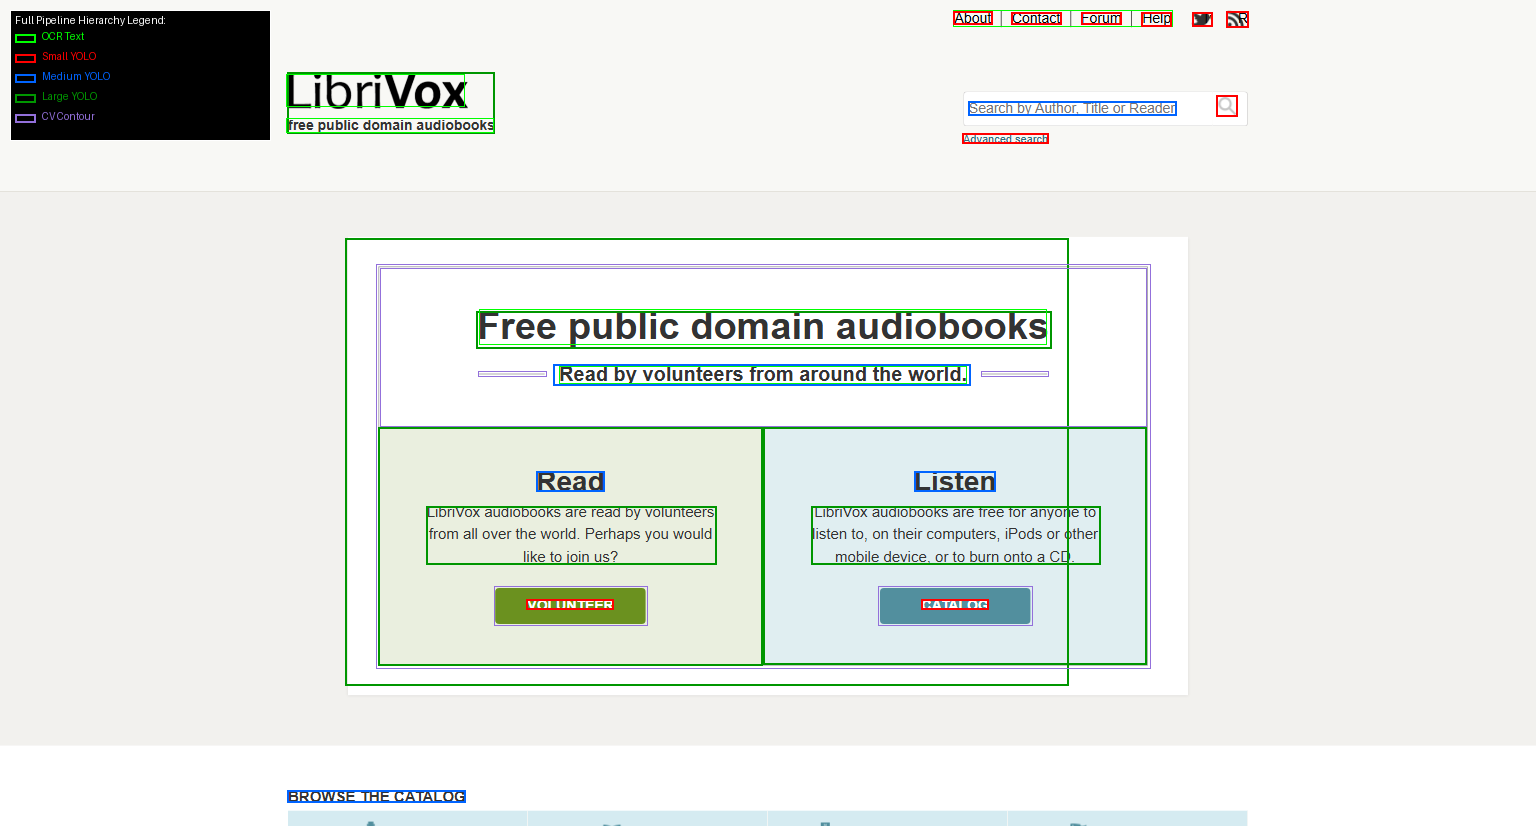 Full Pipeline Hierarchy Legend:
OCR Text
Small YOLO
Medium YOLO
Large YOLO
CV Contour
About | Contact | Forum | Help
R
LibriVox
free public domain audiobooks
Search by Author, Title or Reader
Advanced search
Free public domain audiobooks
Read by volunteers from around the world.
Read
LibriVox audiobooks are read by volunteers
from all over the world. Perhaps you would
like to join us?
VOLUNTEER
Listen
LibriVox audiobooks are free for anyone to
listen to, on their computers, iPods or other
mobile device, or to burn onto a CD.
CATALOG
BROWSE THE CATALOG